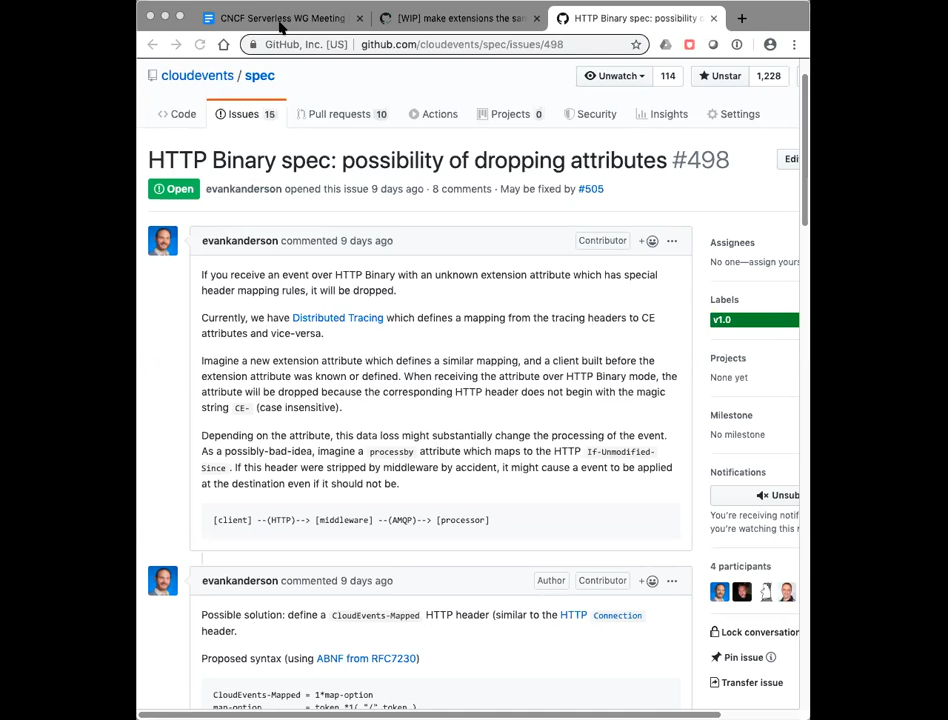 CNCF Serverless WG Meeting
[WIP] make extensions the sam
HTTP Binary spec: possibility o
GitHub, Inc. [US]
github.com/cloudevents/spec/issues/498
cloudevents / spec
Unwatch 114
Unstar 1,228
Code
Issues 15
Pull requests 10
Actions
Projects 0
Security
Insights
Settings
HTTP Binary spec: possibility of dropping attributes #498
Edi
Open
evankanderson opened this issue 9 days ago · 8 comments · May be fixed by #505
evankanderson commented 9 days ago
Contributor
If you receive an event over HTTP Binary with an unknown extension attribute which has special
header mapping rules, it will be dropped.
Currently, we have Distributed Tracing which defines a mapping from the tracing headers to CE
attributes and vice-versa.
Imagine a new extension attribute which defines a similar mapping, and a client built before the
extension attribute was known or defined. When receiving the attribute over HTTP Binary mode, the
attribute will be dropped because the corresponding HTTP header does not begin with the magic
string CE- (case insensitive).
Depending on the attribute, this data loss might substantially change the processing of the event.
As a possibly-bad-idea, imagine a processby attribute which maps to the HTTP If-Unmodified-
Since . If this header were stripped by middleware by accident, it might cause a event to be applied
at the destination even if it should not be.
[client] --(HTTP)--> [middleware] --(AMQP)--> [processor]
evankanderson commented 9 days ago
Author
Contributor
Possible solution: define a CloudEvents-Mapped HTTP header (similar to the HTTP Connection
header.
Proposed syntax (using ABNF from RFC7230)
CloudEvents-Mapped = 1*map-option
map-option = token *1( "/" token )
Assignees
No one—assign yours
Labels
v1.0
Projects
None yet
Milestone
No milestone
Notifications
Unsub
You're receiving notif
you're watching this r
4 participants
Lock conversation
Pin issue
Transfer issue